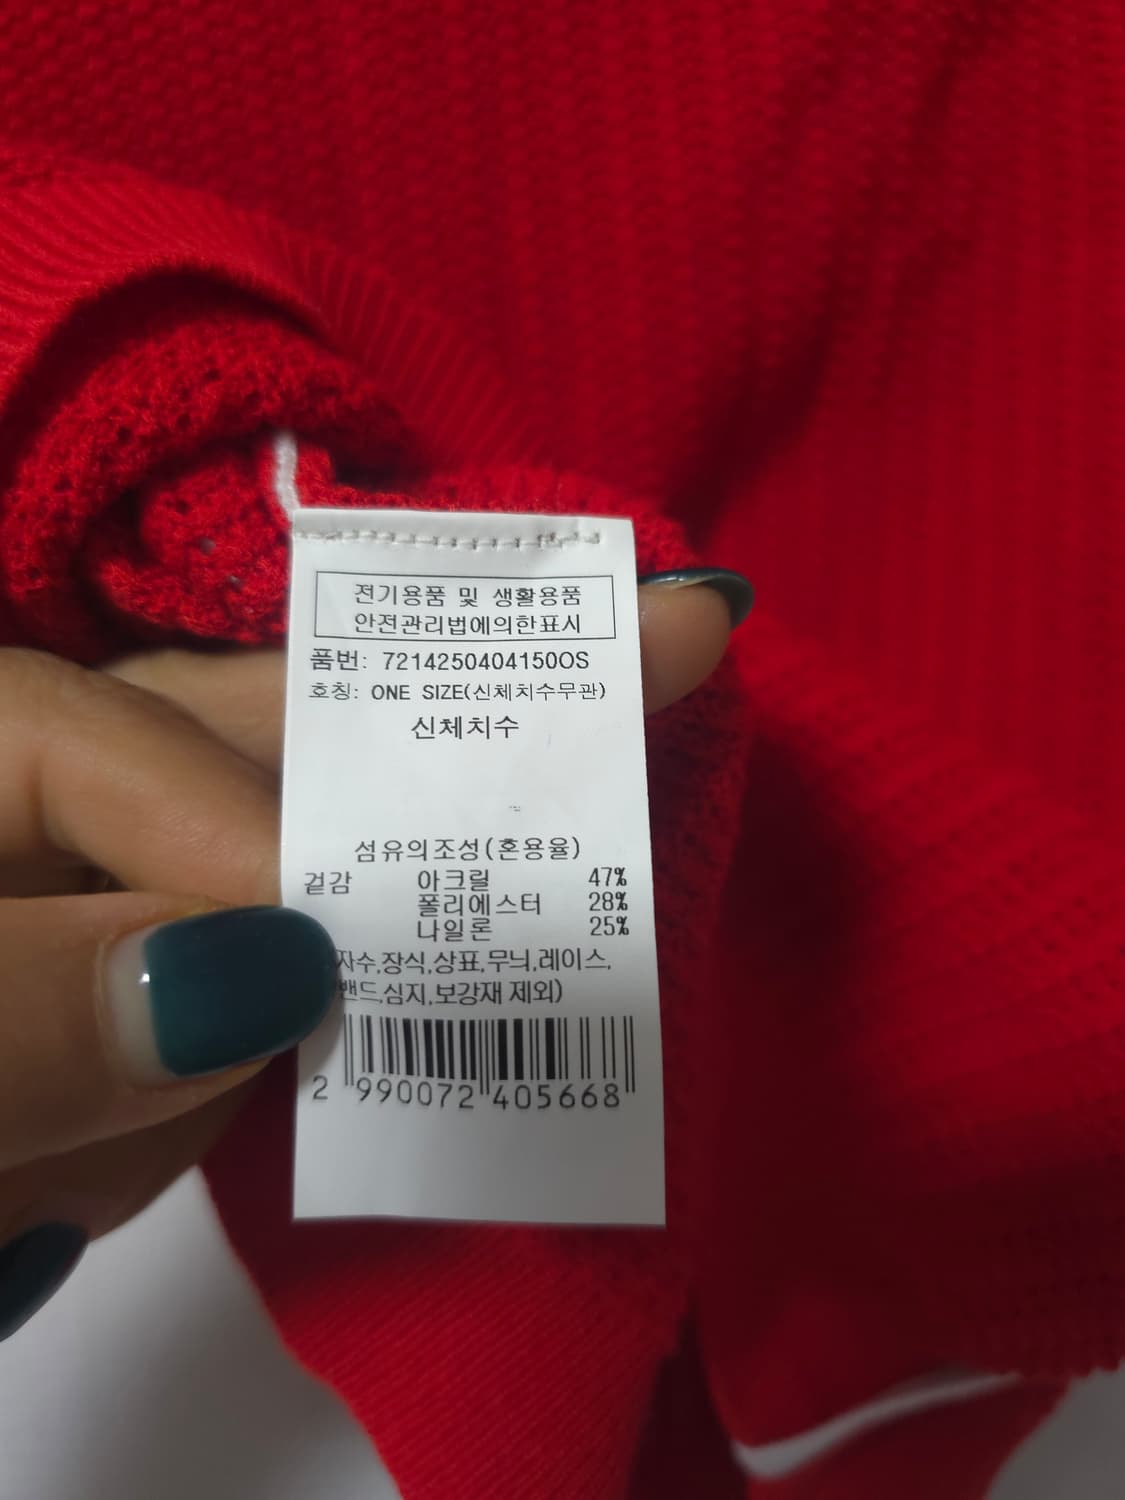 전기용품 및 생활용품
안전관리법에의한표시
품번: 7214250404150OS
호칭: ONE SIZE(신체치수무관)
신체치수
섬유의조성(혼용율)
겉감 아크릴 47%
폴리에스터 28%
나일론 25%
자수,장식,상표,무늬,레이스,
밴드,심지,보강재 제외)
2 990072 405668